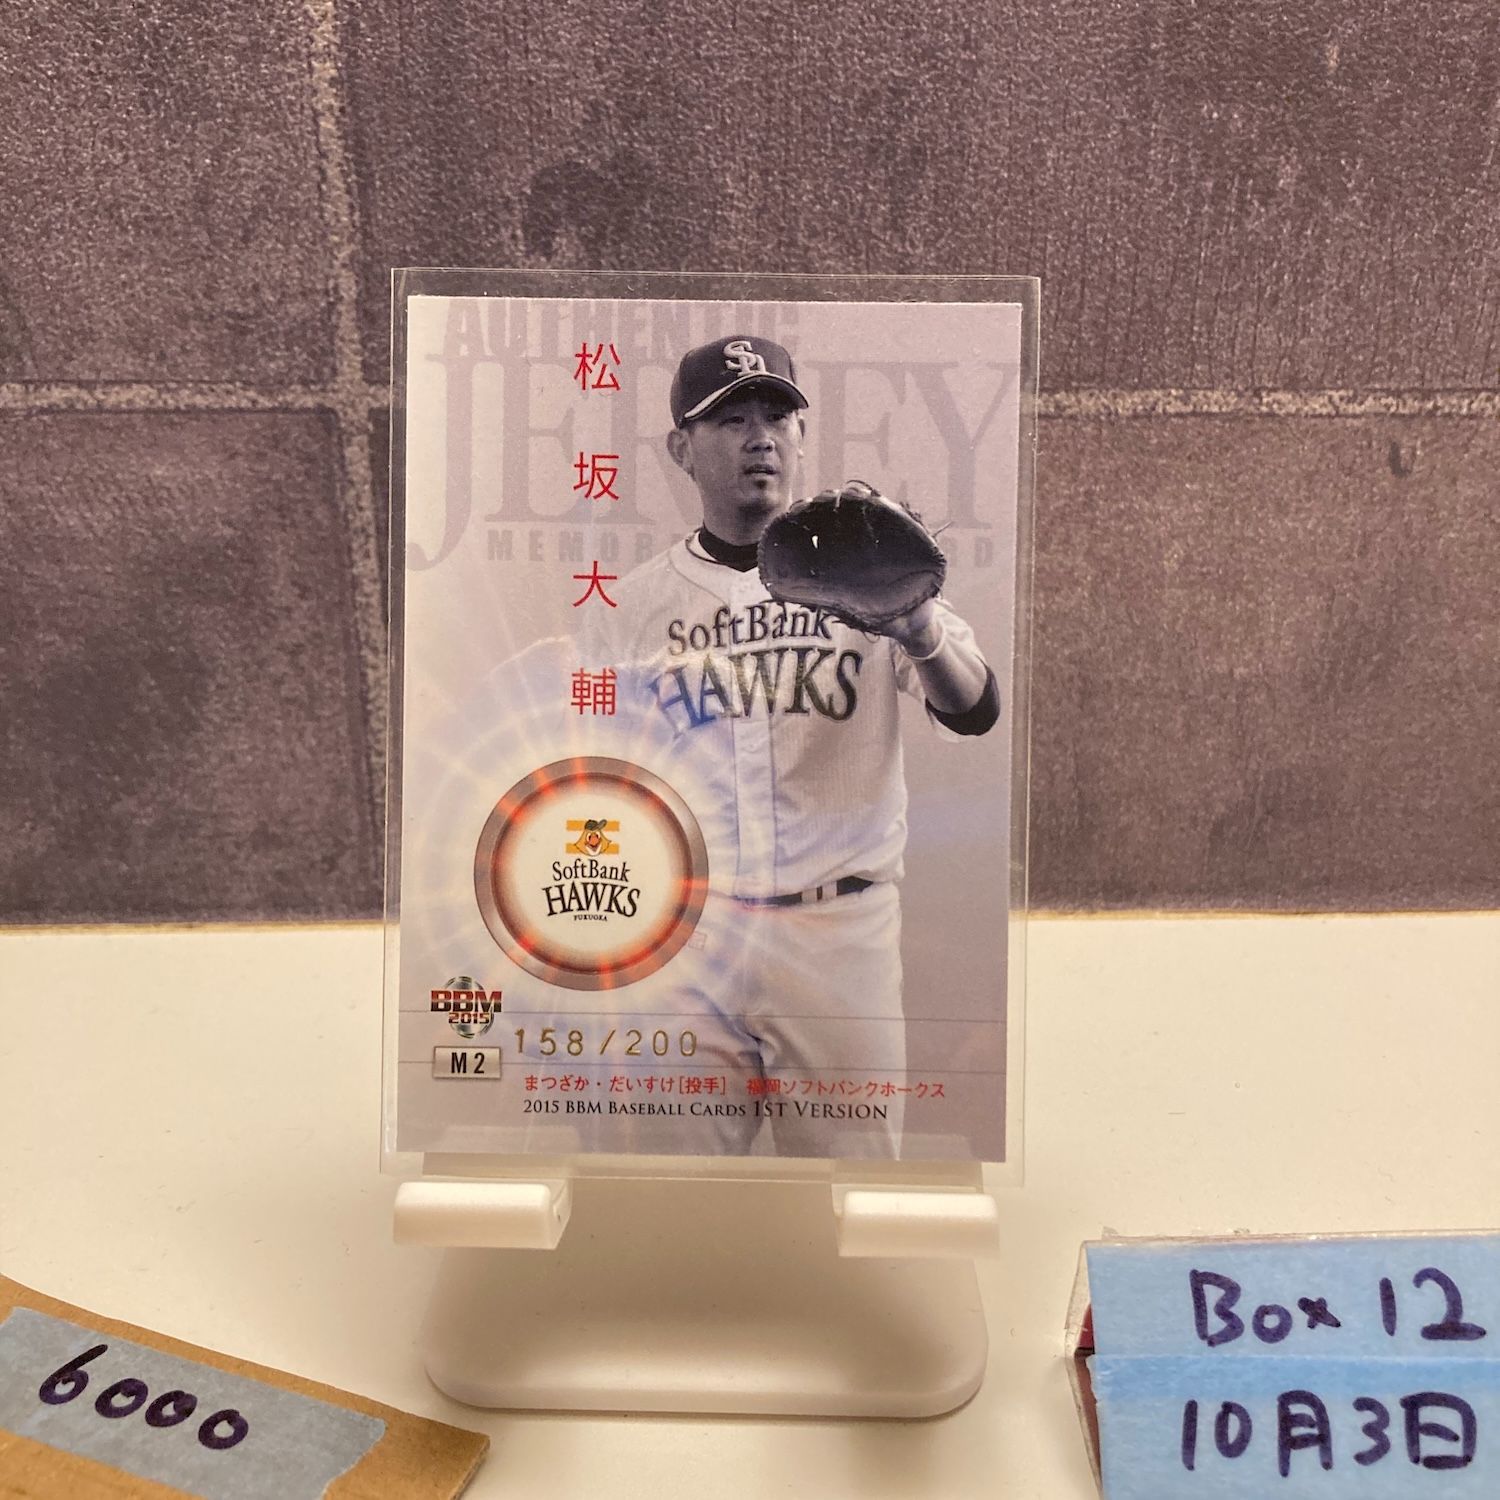 AUTHENTIC
JERSEY
松坂大輔
SH
SoftBank
HAWKS
SoftBank
HAWKS
FUKUOKA
BBM
2015
158/200
M2
まつざか・だいすけ[投手] 福岡ソフトバンクホークス
2015 BBM BASEBALL CARDS 1ST VERSION
6000
Box 12
10月3日